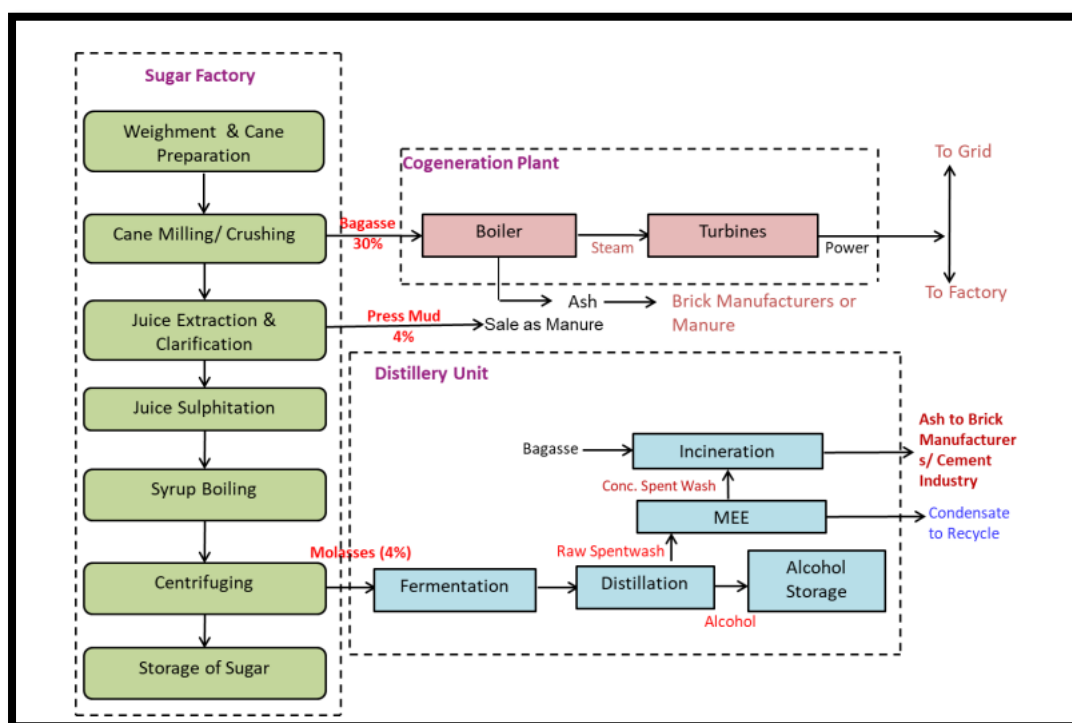 Sugar Factory
Weighment & Cane
Preparation
Cane Milling/ Crushing
Juice Extraction &
Clarification
Juice Sulphitation
Syrup Boiling
Centrifuging
Storage of Sugar
Bagasse
30%
Press Mud
4%
Molasses (4%)
Cogeneration Plant
Boiler
Steam
Turbines
Power
To Grid
To Factory
Ash
Brick Manufacturers or
Manure
Sale as Manure
Distillery Unit
Bagasse
Incineration
Ash to Brick
Manufacturer
s/ Cement
Industry
Conc. Spent Wash
MEE
Condensate
to Recycle
Raw Spentwash
Fermentation
Distillation
Alcohol
Alcohol
Storage